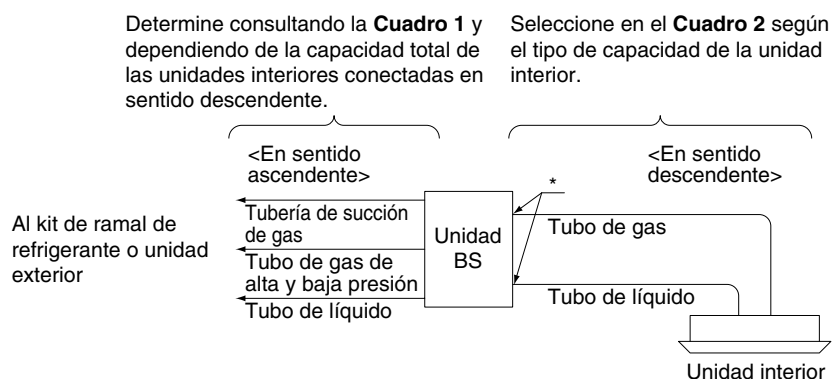 Determine consultando la Cuadro 1 y
dependiendo de la capacidad total de
las unidades interiores conectadas en
sentido descendente.
Seleccione en el Cuadro 2 según
el tipo de capacidad de la unidad
interior.
<En sentido
ascendente>
*
<En sentido
descendente>
Al kit de ramal de
refrigerante o unidad
exterior
Tubería de succión
de gas
Tubo de gas de
alta y baja presión
Tubo de líquido
Unidad
BS
Tubo de gas
Tubo de líquido
Unidad interior